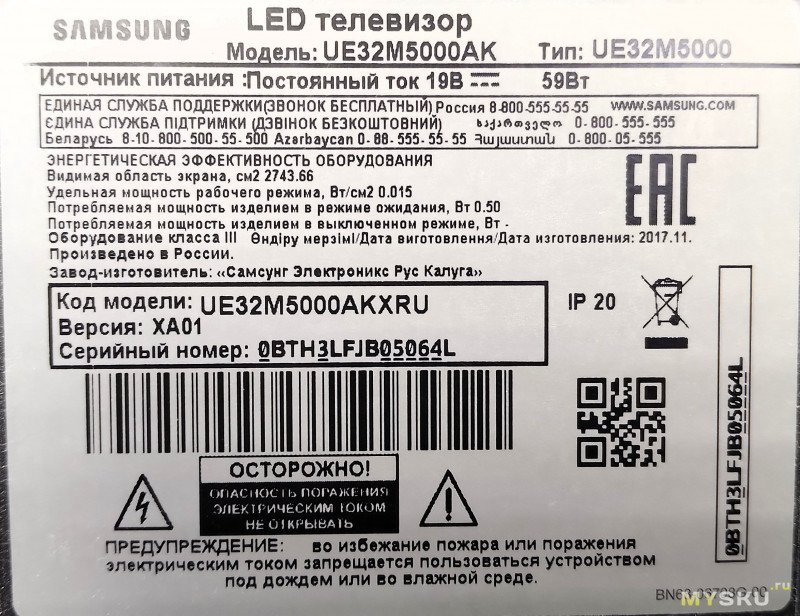 SAMSUNG
LED телевизор
Модель: UE32M5000AK Тип: UE32M5000
Источник питания :Постоянный ток 19В 59Вт
ЕДИНАЯ СЛУЖБА ПОДДЕРЖКИ(ЗВОНОК БЕСПЛАТНЫЙ) Россия 8-800-555-55-55 WWW.SAMSUNG.COM
ЄДИНА СЛУЖБА ПІДТРИМКИ (ДЗВІНОК БЕЗКОШТОВНИЙ) საქართველო 0-800-555-555
Беларусь 8-10-800-500-55-500 Azərbaycan 0-88-555-55-55 Հայաստան 0-800-05-555
ЭНЕРГЕТИЧЕСКАЯ ЭФФЕКТИВНОСТЬ ОБОРУДОВАНИЯ
Видимая область экрана, см2 2743.66
Удельная мощность рабочего режима, Вт/см2 0.015
Потребляемая мощность изделием в режиме ожидания, Вт 0.50
Потребляемая мощность изделием в выключенном режиме, Вт -
Оборудование класса III Өндіру мерзімі/Дата виготовлення/Дата изготовления: 2017.11.
Произведено в России.
Завод-изготовитель: «Самсунг Электроникс Рус Калуга»
EAC
Код модели: UE32M5000AKXRU
Версия: XA01
Серийный номер: 0BTH3LFJB05064L
IP 20
0BTH3LFJB05064L
ОСТОРОЖНО!
ОПАСНОСТЬ ПОРАЖЕНИЯ
ЭЛЕКТРИЧЕСКИМ ТОКОМ
НЕ ОТКРЫВАТЬ
ПРЕДУПРЕЖДЕНИЕ: во избежание пожара или поражения
электрическим током запрещается пользоваться устройством
под дождем или во влажной среде.
MYSKU.ru